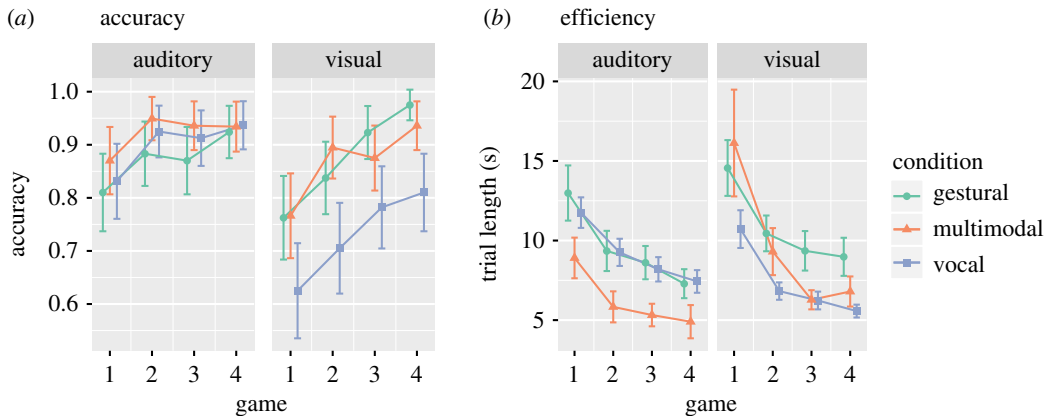 (a) accuracy
auditory visual
accuracy
1.0
0.9
0.8
0.7
0.6
1 2 3 4 1 2 3 4
game
(b) efficiency
auditory visual
trial length (s)
20
15
10
5
1 2 3 4 1 2 3 4
game
condition
gestural
multimodal
vocal